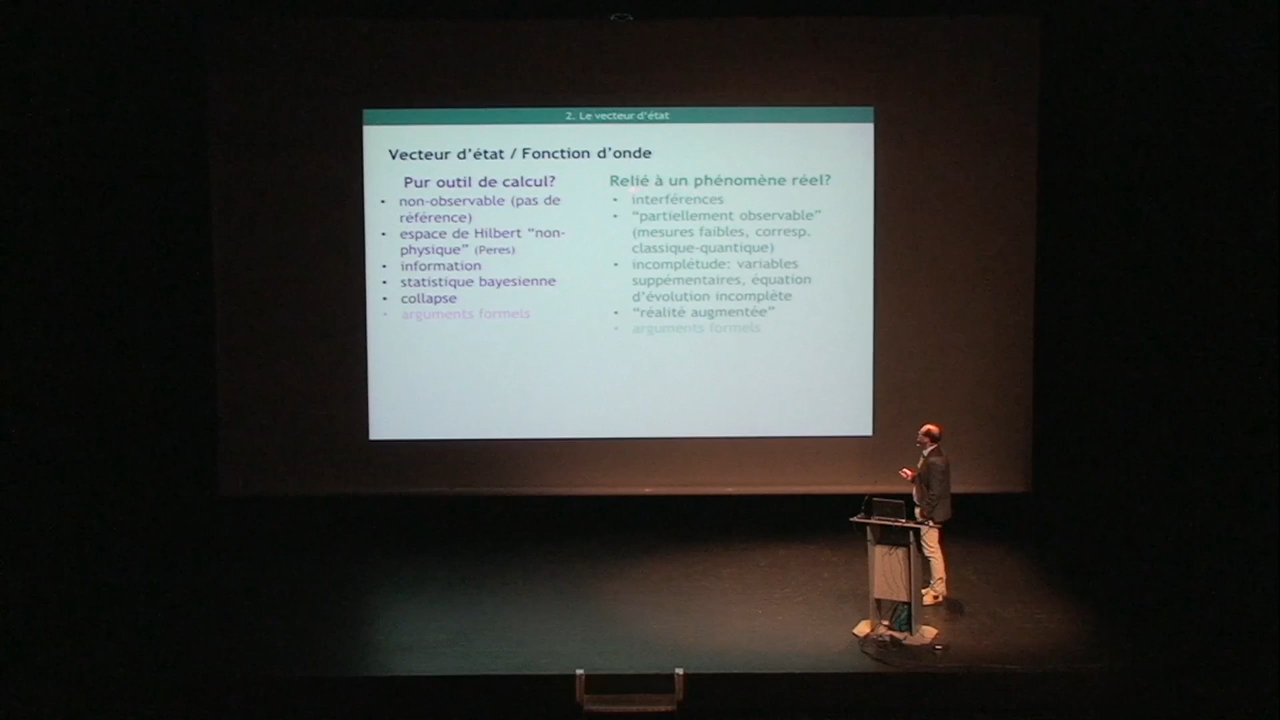 2. Le vecteur d'état
Vecteur d'état / Fonction d'onde
Pur outil de calcul?
• non-observable (pas de
référence)
• espace de Hilbert "non-
physique" (Peres)
• information
• statistique bayesienne
• collapse
• arguments formels
Relié à un phénomène réel?
• interférences
• "partiellement observable"
(mesures faibles, corresp.
classique-quantique)
• incomplétude: variables
suppémentaires, équation
d'évolution incomplète
• "réalité augmentée"
• arguments formels